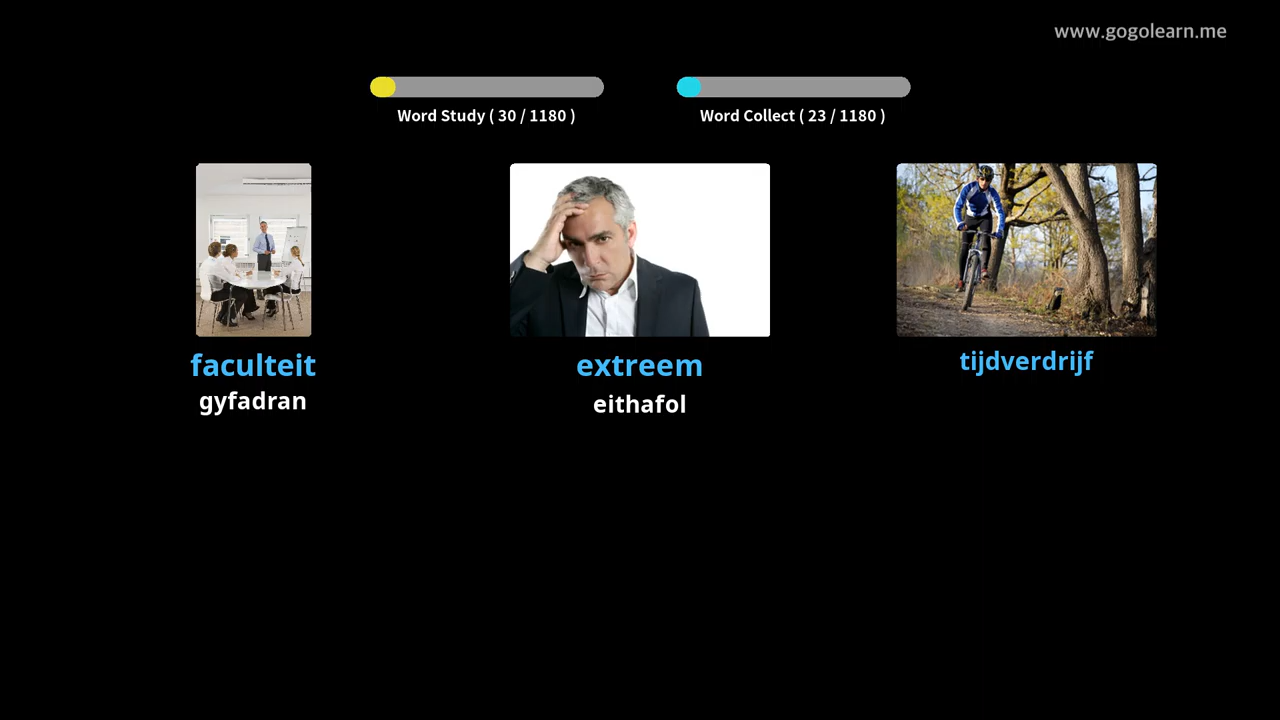 www.gogolearn.me
Word Study ( 30 / 1180 )
Word Collect ( 23 / 1180 )
faculteit
gyfadran
extreem
eithafol
tijdverdrijf